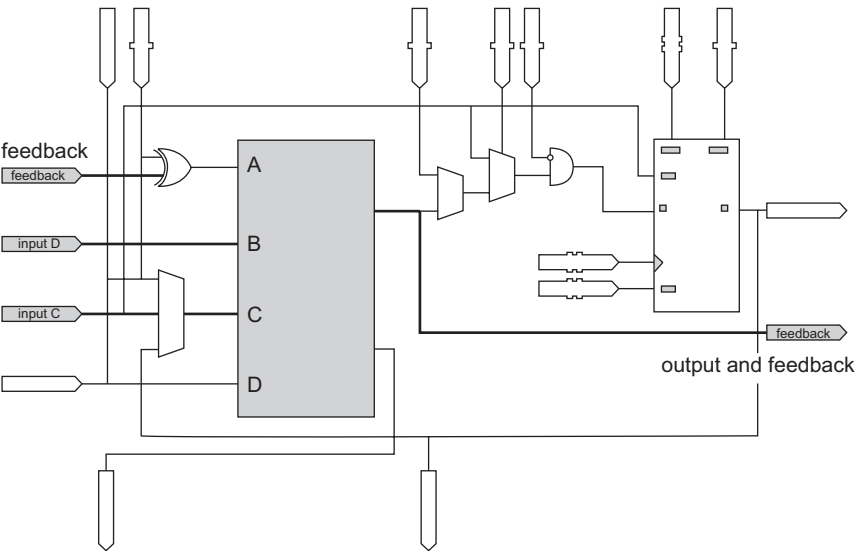 feedback
feedback
A
input D
B
input C
C
D
feedback
output and feedback